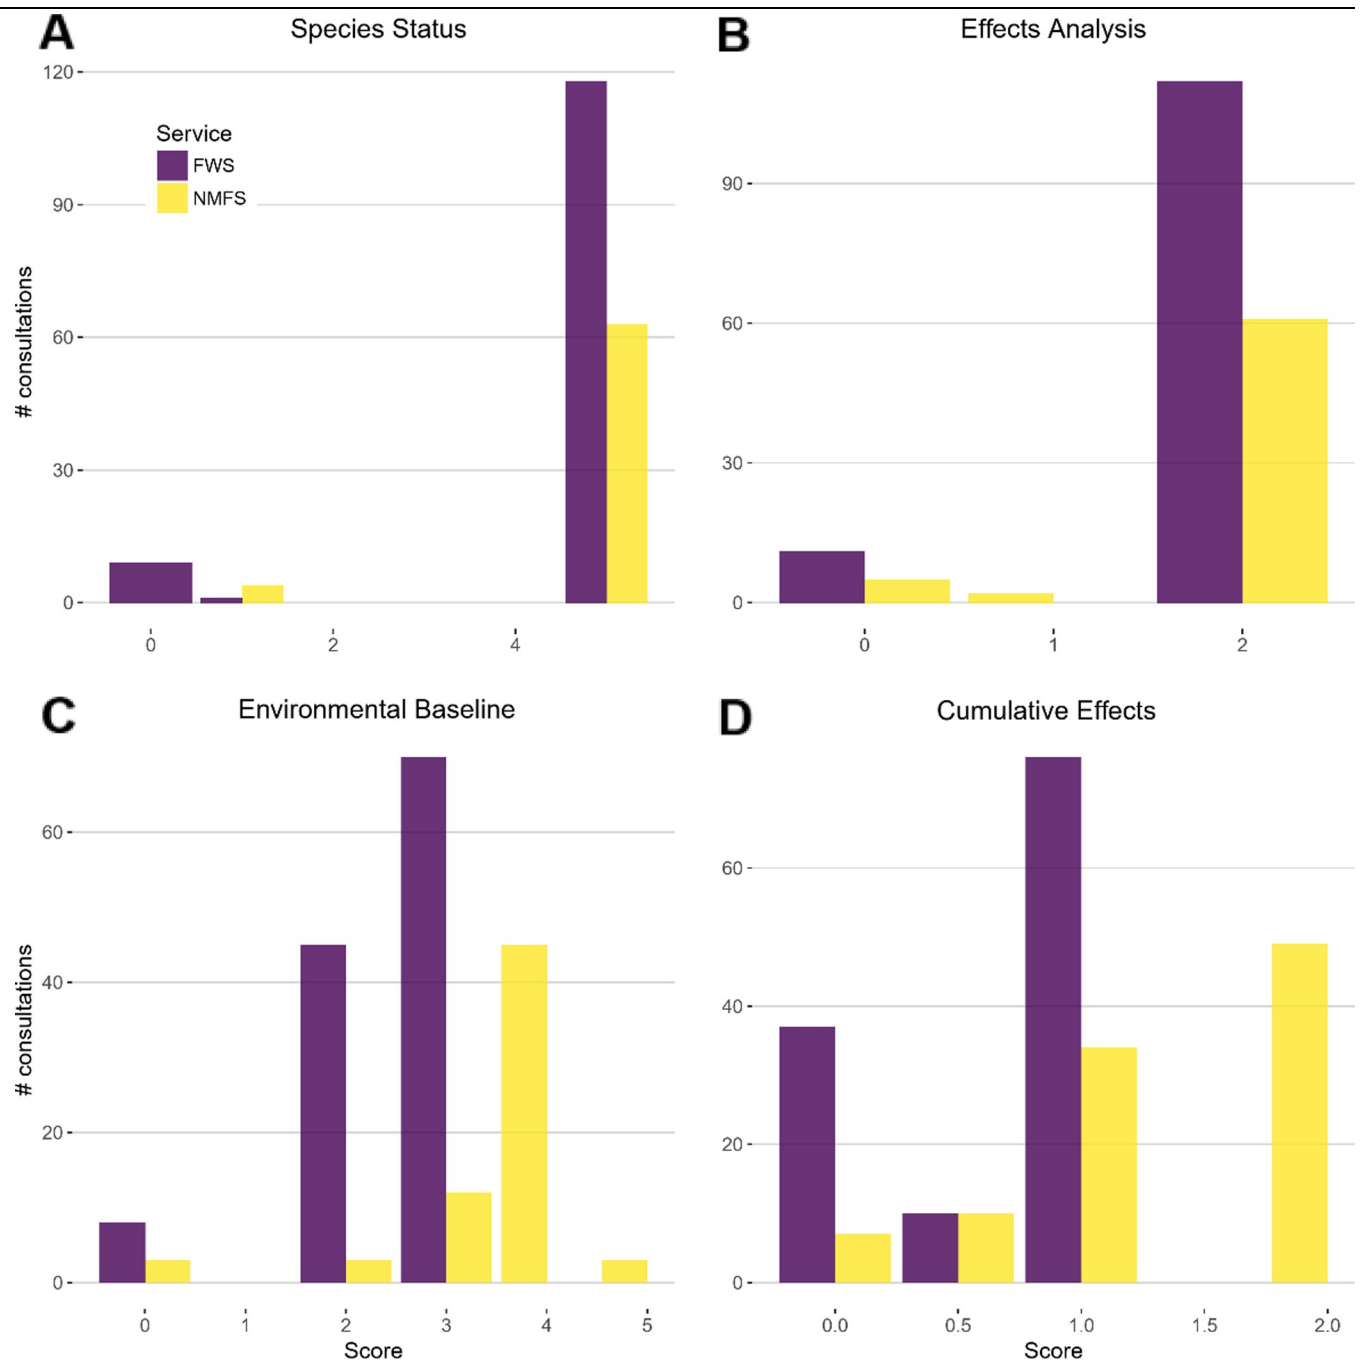 A
Species Status
120
90
60
30
0
# consultations
Service
FWS
NMFS
0
2
4
B
Effects Analysis
90
60
30
0
0
1
2
C
Environmental Baseline
60
40
20
0
# consultations
0
1
2
3
4
5
Score
D
Cumulative Effects
60
40
20
0
0.0
0.5
1.0
1.5
2.0
Score